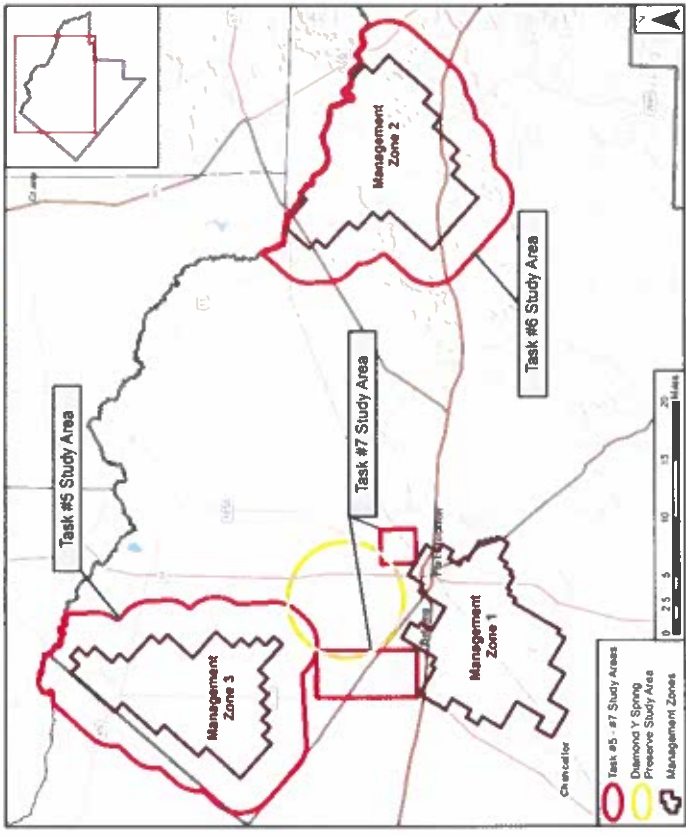 Task #5 Study Area
Task #7 Study Area
Task #6 Study Area
Management
Zone 3
Management
Zone 2
Management
Zone 1
Chancellor
Task #5 - #7 Study Areas
Diamond Y Spring
Preserve Study Area
Management Zones
0 2.5 5 10 15 20
Miles